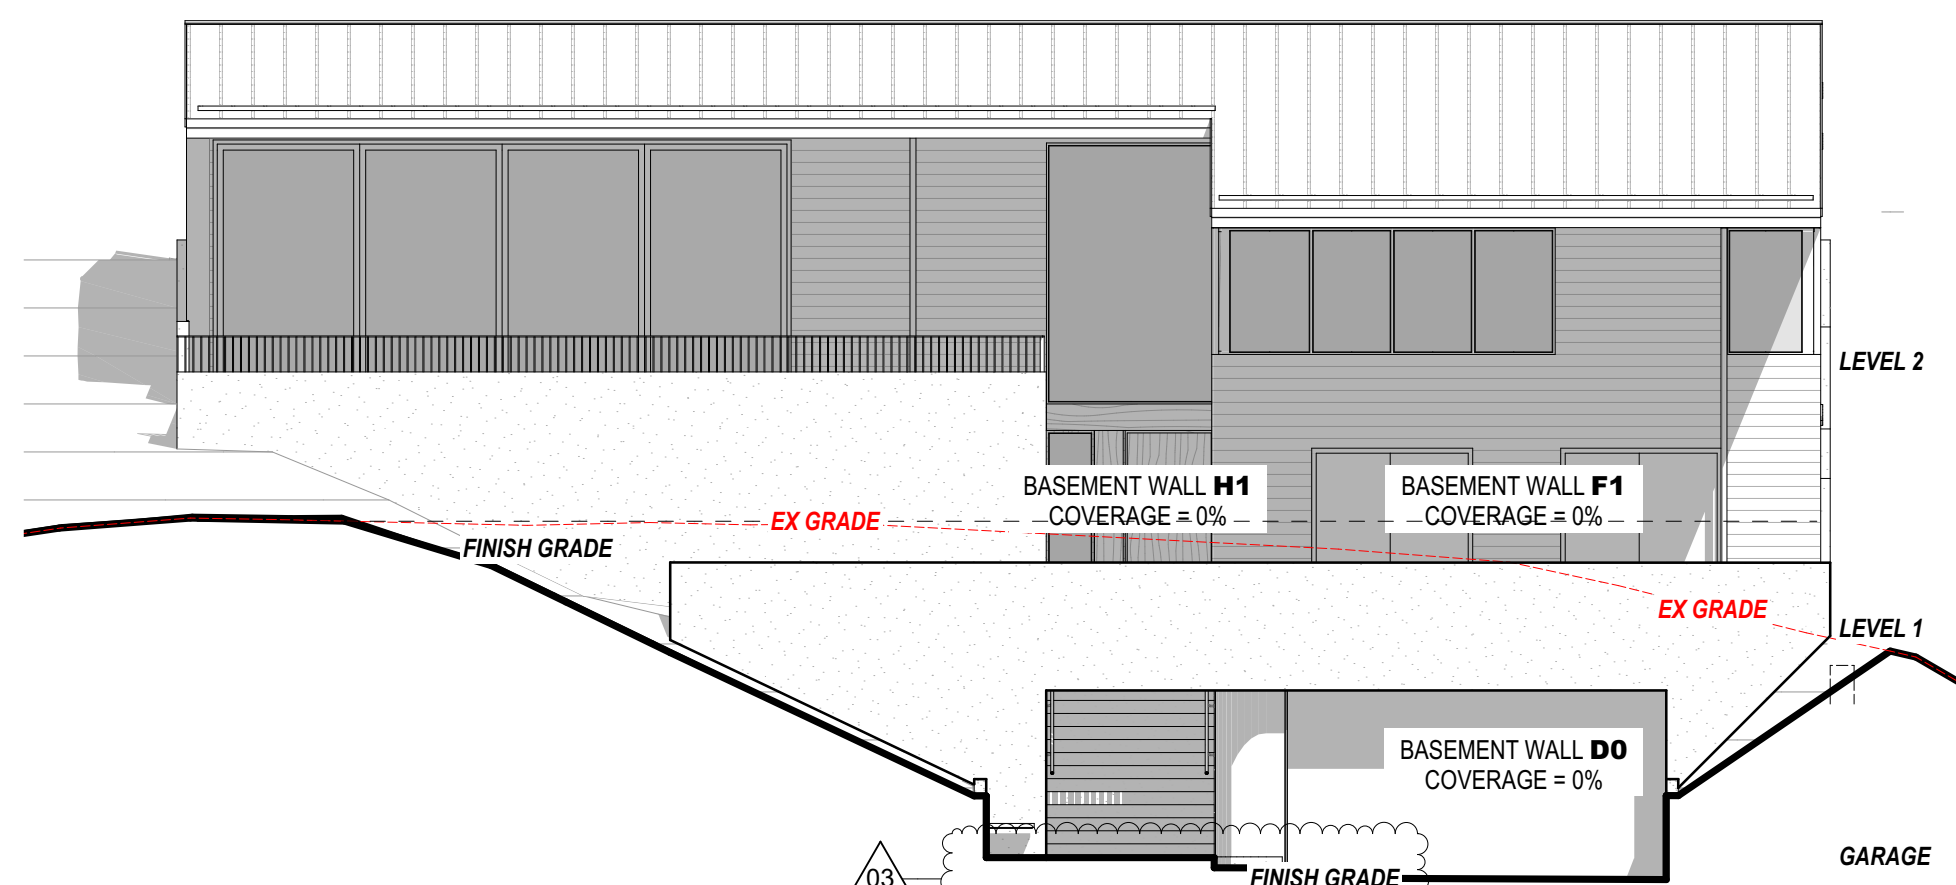 LEVEL 2
BASEMENT WALL H1
COVERAGE = 0%
BASEMENT WALL F1
COVERAGE = 0%
EX GRADE
FINISH GRADE
EX GRADE
LEVEL 1
BASEMENT WALL D0
COVERAGE = 0%
GARAGE
03
FINISH GRADE